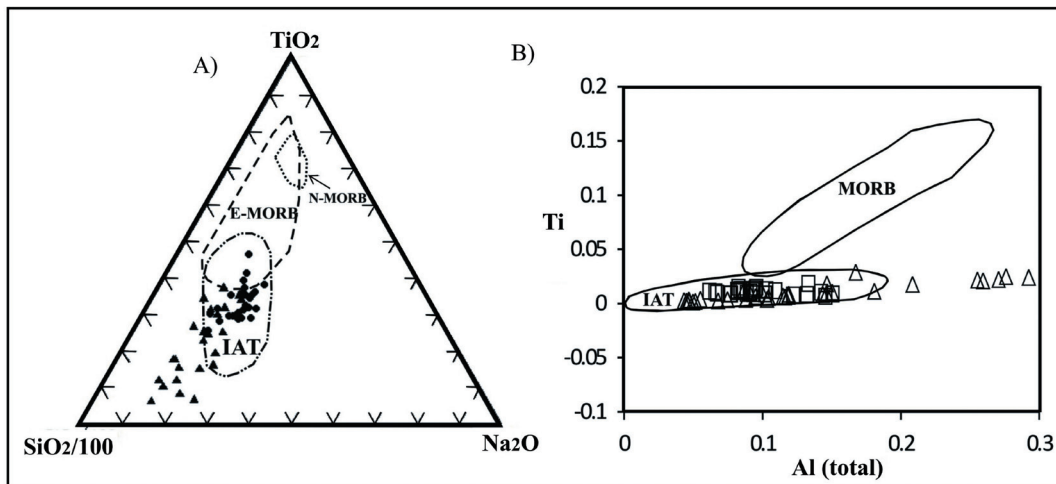 A)
TiO2
N-MORB
E-MORB
IAT
SiO2/100
Na2O
B)
0.2
0.15
0.1
0.05
0
-0.05
-0.1
Ti
MORB
IAT
0
0.1
0.2
0.3
Al (total)